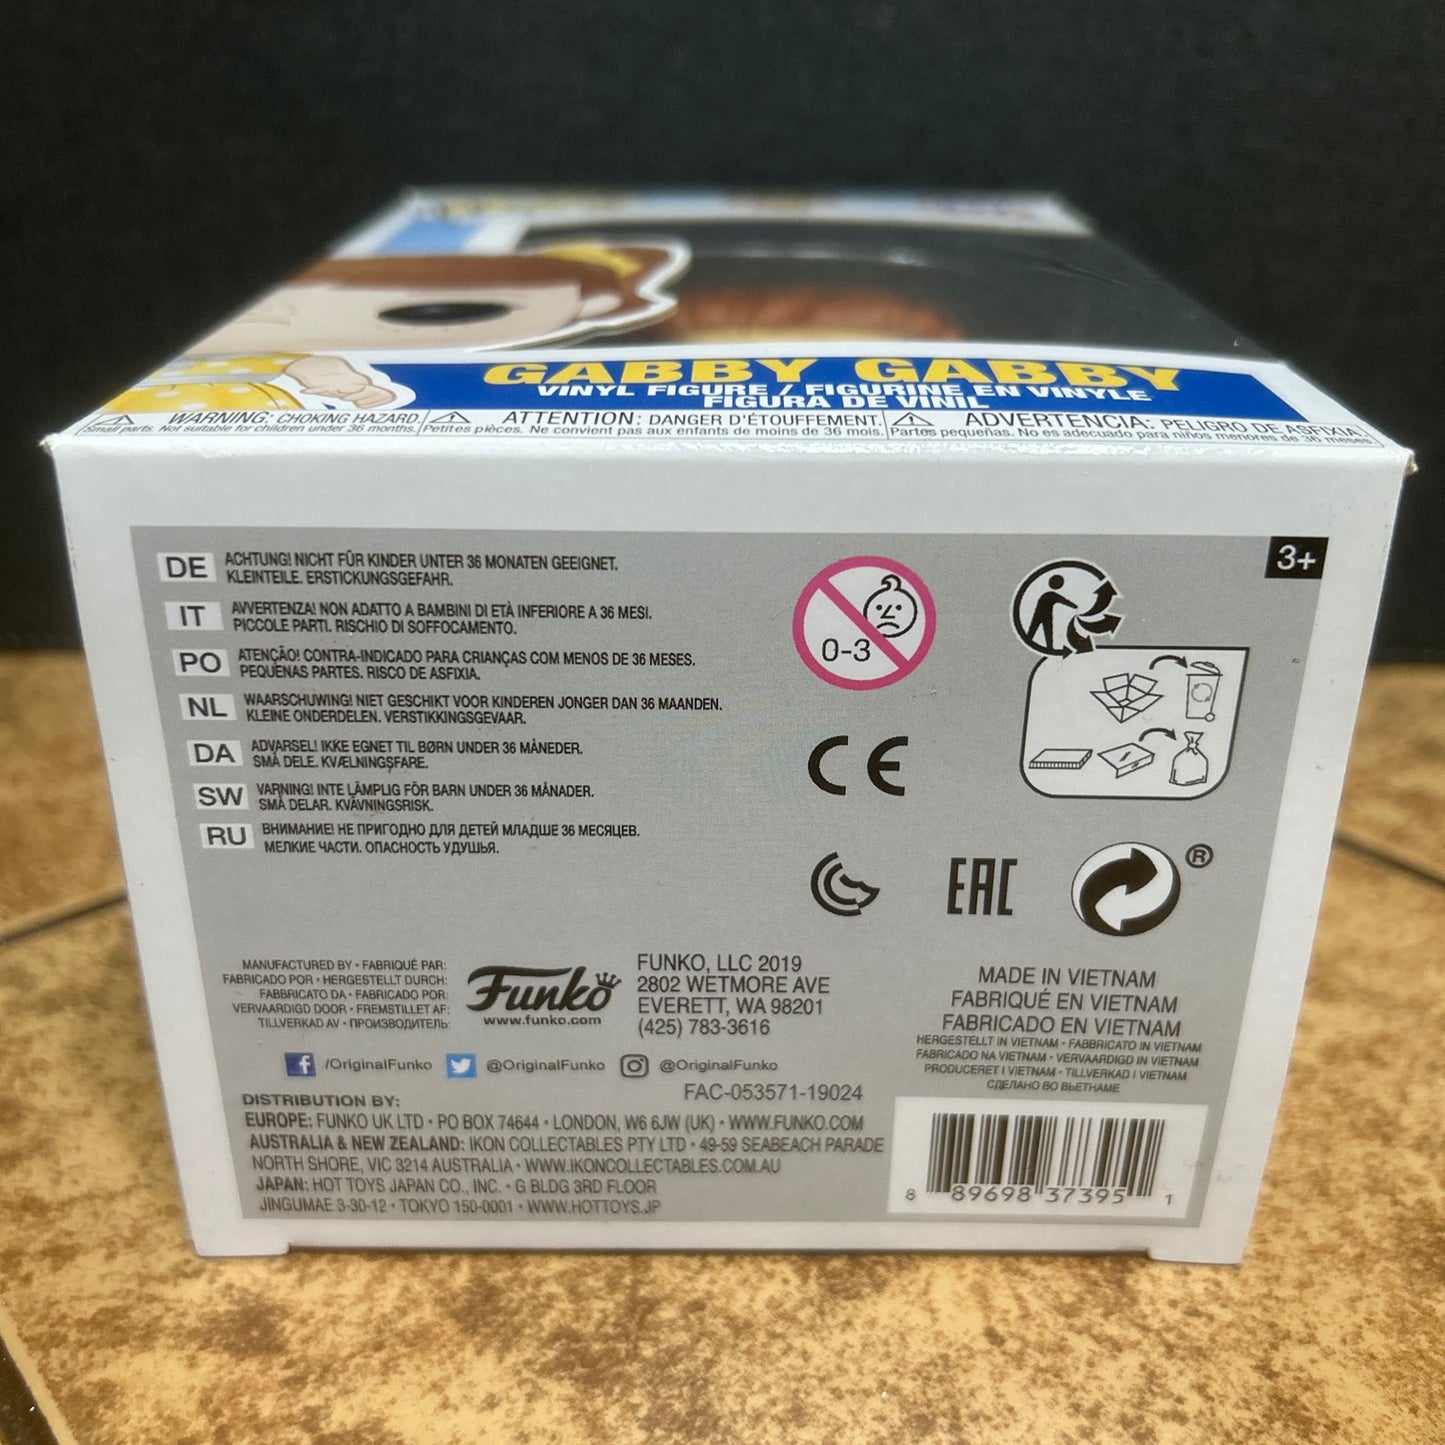 GABBY GABBY
VINYL FIGURE / FIGURINE EN VINYLE
FIGURA DE VINIL
WARNING: CHOKING HAZARD.
Small parts. Not suitable for children under 36 months.
ATTENTION: DANGER D'ÉTOUFFEMENT.
Petites pièces. Ne convient pas aux enfants de moins de 36 mois.
ADVERTENCIA: PELIGRO DE ASFIXIA.
Partes pequeñas. No es adecuado para niños menores de 36 meses.
3+
DE ACHTUNG! NICHT FÜR KINDER UNTER 36 MONATEN GEEIGNET.
KLEINTEILE. ERSTICKUNGSGEFAHR.
IT AVVERTENZA! NON ADATTO A BAMBINI DI ETÀ INFERIORE A 36 MESI.
PICCOLE PARTI. RISCHIO DI SOFFOCAMENTO.
PO ATENÇÃO! CONTRA-INDICADO PARA CRIANÇAS COM MENOS DE 36 MESES.
PEQUENAS PARTES. RISCO DE ASFIXIA.
NL WAARSCHUWING! NIET GESCHIKT VOOR KINDEREN JONGER DAN 36 MAANDEN.
KLEINE ONDERDELEN. VERSTIKKINGSGEVAAR.
DA ADVARSEL! IKKE EGNET TIL BØRN UNDER 36 MÅNEDER.
SMÅ DELE. KVÆLNINGSFARE.
SW VARNING! INTE LÄMPLIG FÖR BARN UNDER 36 MÅNADER.
SMÅ DELAR. KVÄVNINGSRISK.
RU ВНИМАНИЕ! НЕ ПРИГОДНО ДЛЯ ДЕТЕЙ МЛАДШЕ 36 МЕСЯЦЕВ.
МЕЛКИЕ ЧАСТИ. ОПАСНОСТЬ УДУШЬЯ.
0-3
CE
EAC
®
MANUFACTURED BY • FABRIQUÉ PAR:
FABRICADO POR • HERGESTELLT DURCH:
FABBRICATO DA • FABRICADO POR:
VERVAARDIGD DOOR • FREMSTILLET AF:
TILLVERKAD AV • ПРОИЗВОДИТЕЛЬ:
Funko
www.funko.com
FUNKO, LLC 2019
2802 WETMORE AVE
EVERETT, WA 98201
(425) 783-3616
/OriginalFunko @OriginalFunko @OriginalFunko
FAC-053571-19024
MADE IN VIETNAM
FABRIQUÉ EN VIETNAM
FABRICADO EN VIETNAM
HERGESTELLT IN VIETNAM • FABBRICATO IN VIETNAM
FABRICADO NA VIETNAM • VERVAARDIGD IN VIETNAM
PRODUCERET I VIETNAM • TILLVERKAD I VIETNAM
СДЕЛАНО ВО ВЬЕТНАМЕ
DISTRIBUTION BY:
EUROPE: FUNKO UK LTD • PO BOX 74644 • LONDON, W6 6JW (UK) • WWW.FUNKO.COM
AUSTRALIA & NEW ZEALAND: IKON COLLECTABLES PTY LTD • 49-59 SEABEACH PARADE
NORTH SHORE, VIC 3214 AUSTRALIA • WWW.IKONCOLLECTABLES.COM.AU
JAPAN: HOT TOYS JAPAN CO., INC. • G BLDG 3RD FLOOR
JINGUMAE 3-30-12 • TOKYO 150-0001 • WWW.HOTTOYS.JP
8 89698 37395 1